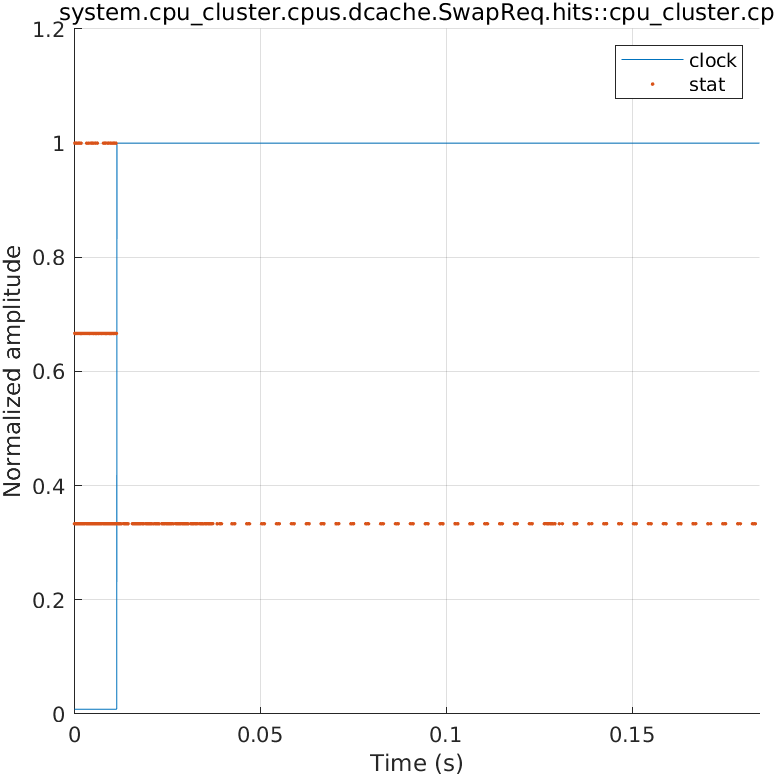 system.cpu_cluster.cpus.dcache.SwapReq.hits::cpu_cluster.cp
1.2
1
0.8
0.6
0.4
0.2
0
Normalized amplitude
clock
stat
0 0.05 0.1 0.15
Time (s)